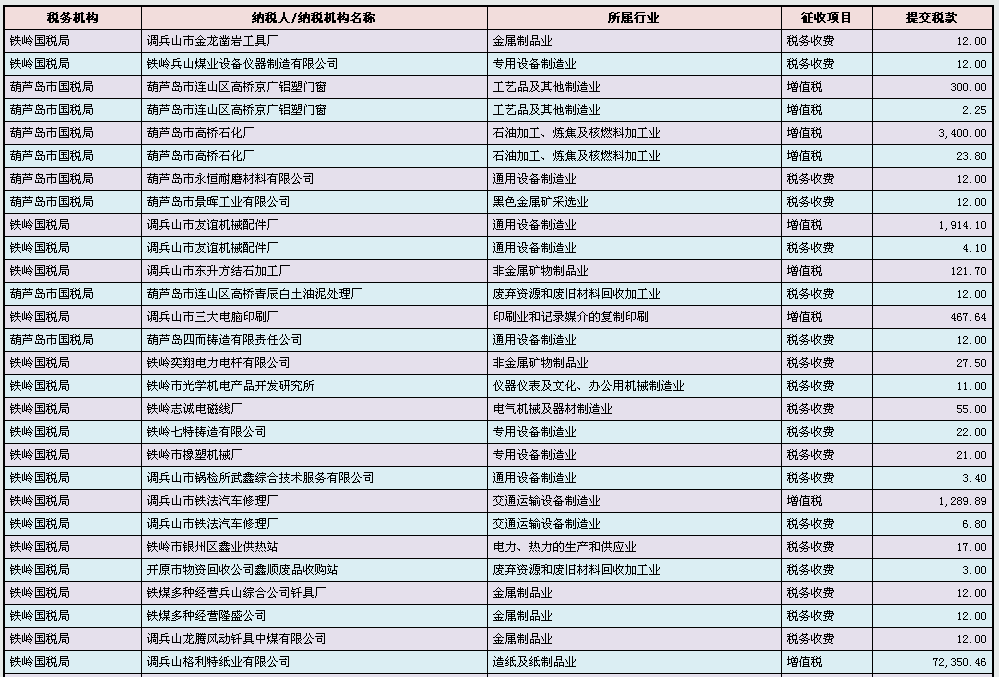 税务机构 纳税人/纳税机构名称 所属行业 征收项目 提交税款
铁岭国税局 调兵山市金龙凿岩工具厂 金属制品业 税务收费 12.00
铁岭国税局 铁岭兵山煤业设备仪器制造有限公司 专用设备制造业 税务收费 12.00
葫芦岛市国税局 葫芦岛市连山区高桥京广铝塑门窗 工艺品及其他制造业 增值税 300.00
葫芦岛市国税局 葫芦岛市连山区高桥京广铝塑门窗 工艺品及其他制造业 增值税 2.25
葫芦岛市国税局 葫芦岛市高桥石化厂 石油加工、炼焦及核燃料加工业 增值税 3,400.00
葫芦岛市国税局 葫芦岛市高桥石化厂 石油加工、炼焦及核燃料加工业 增值税 23.80
葫芦岛市国税局 葫芦岛市永恒耐磨材料有限公司 通用设备制造业 税务收费 12.00
葫芦岛市国税局 葫芦岛市景晖工业有限公司 黑色金属矿采选业 税务收费 12.00
铁岭国税局 调兵山市友谊机械配件厂 通用设备制造业 增值税 1,914.10
铁岭国税局 调兵山市友谊机械配件厂 通用设备制造业 税务收费 4.10
铁岭国税局 调兵山市东升方结石加工厂 非金属矿物制品业 增值税 121.70
葫芦岛市国税局 葫芦岛市连山区高桥青辰白土油泥处理厂 废弃资源和废旧材料回收加工业 税务收费 12.00
铁岭国税局 调兵山市三大电脑印刷厂 印刷业和记录媒介的复制印刷 增值税 467.64
葫芦岛市国税局 葫芦岛四而铸造有限责任公司 通用设备制造业 税务收费 12.00
铁岭国税局 铁岭奕翔电力电杆有限公司 非金属矿物制品业 税务收费 27.50
铁岭国税局 铁岭市光学机电产品开发研究所 仪器仪表及文化、办公用机械制造业 税务收费 11.00
铁岭国税局 铁岭志诚电磁线厂 电气机械及器材制造业 税务收费 55.00
铁岭国税局 铁岭七特铸造有限公司 专用设备制造业 税务收费 22.00
铁岭国税局 铁岭市橡塑机械厂 专用设备制造业 税务收费 21.00
铁岭国税局 调兵山市锅检所武鑫综合技术服务有限公司 通用设备制造业 税务收费 3.40
铁岭国税局 调兵山市铁法汽车修理厂 交通运输设备制造业 增值税 1,289.89
铁岭国税局 调兵山市铁法汽车修理厂 交通运输设备制造业 税务收费 6.80
铁岭国税局 铁岭市银州区鑫业供热站 电力、热力的生产和供应业 税务收费 17.00
铁岭国税局 开原市物资回收公司鑫顺废品收购站 废弃资源和废旧材料回收加工业 税务收费 3.00
铁岭国税局 铁煤多种经营兵山综合公司钎具厂 金属制品业 税务收费 12.00
铁岭国税局 铁煤多种经营隆盛公司 金属制品业 税务收费 12.00
铁岭国税局 调兵山龙腾风动钎具中煤有限公司 金属制品业 税务收费 12.00
铁岭国税局 调兵山格利特纸业有限公司 造纸及纸制品业 增值税 72,350.46